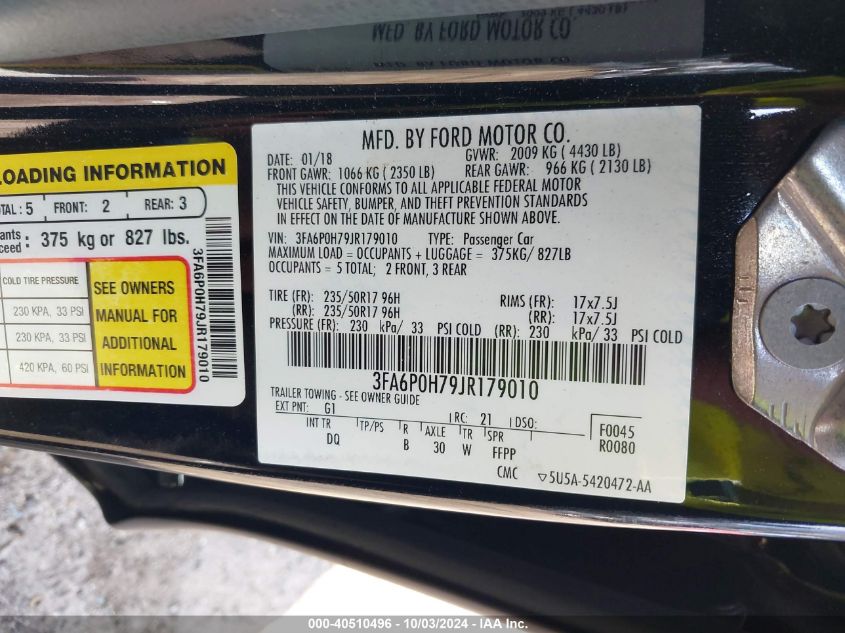 MFD. BY FORD MOTOR CO.
LOADING INFORMATION
TOTAL : 5 FRONT: 2 REAR: 3
: 375 kg or 827 lbs.
COLD TIRE PRESSURE
230 KPA, 33 PSI
230 KPA, 33 PSI
420 KPA, 60 PSI
SEE OWNERS
MANUAL FOR
ADDITIONAL
INFORMATION
3FA6P0H79JR179010
MFD. BY FORD MOTOR CO.
DATE: 01/18 GVWR: 2009 KG ( 4430 LB)
FRONT GAWR: 1066 KG ( 2350 LB) REAR GAWR: 966 KG ( 2130 LB)
THIS VEHICLE CONFORMS TO ALL APPLICABLE FEDERAL MOTOR
VEHICLE SAFETY, BUMPER, AND THEFT PREVENTION STANDARDS
IN EFFECT ON THE DATE OF MANUFACTURE SHOWN ABOVE.
VIN: 3FA6P0H79JR179010 TYPE: Passenger Car
MAXIMUM LOAD = OCCUPANTS + LUGGAGE = 375KG/ 827LB
OCCUPANTS = 5 TOTAL; 2 FRONT, 3 REAR
TIRE (FR): 235/50R17 96H RIMS (FR): 17x7.5J
(RR): 235/50R17 96H (RR): 17x7.5J
PRESSURE (FR): 230 kPa/ 33 PSI COLD (RR): 230 kPa/ 33 PSI COLD
3FA6P0H79JR179010
TRAILER TOWING - SEE OWNER GUIDE
EXT PNT: G1 RC: 21 DSO:
INT TR TP/PS R AXLE TR SPR F0045
DQ B 30 W FFPP R0080
CMC ▽5U5A-5420472-AA
000-40510496 - 10/03/2024 - IAA Inc.